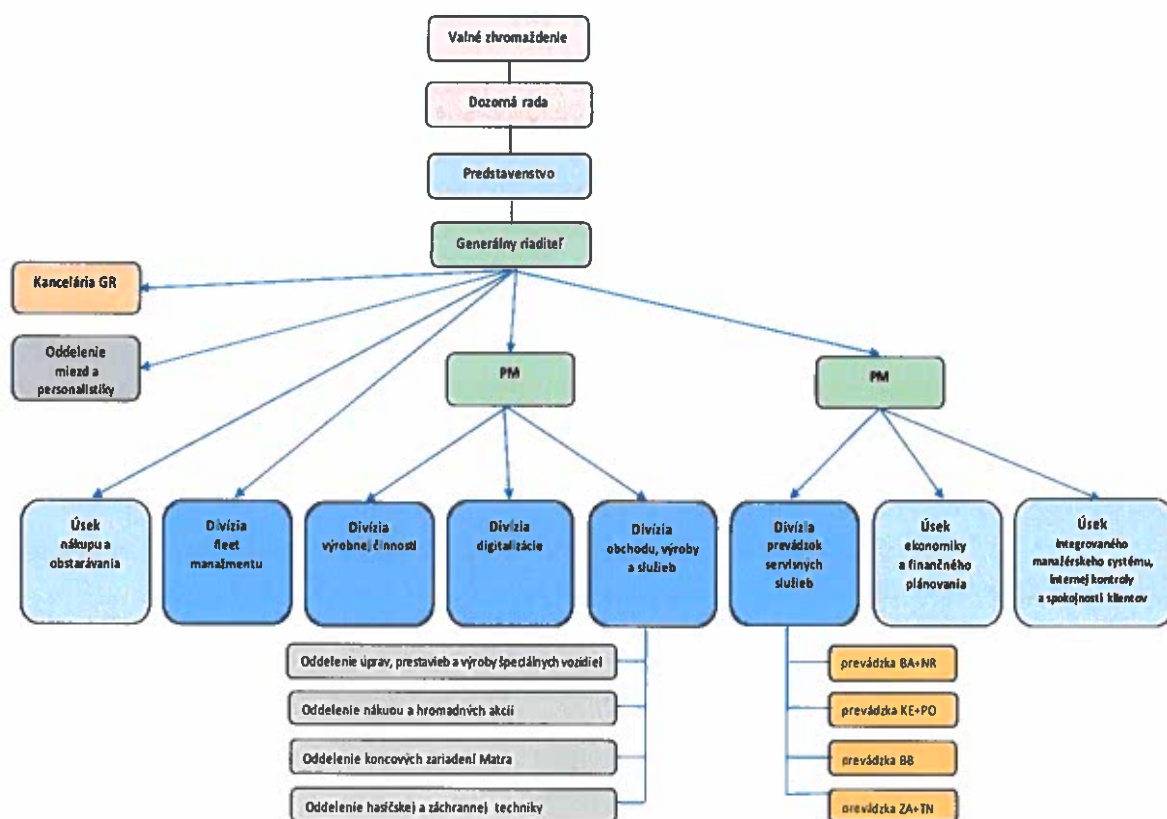 Valné zhromaždenie
Dozorná rada
Predstavenstvo
Generálny riaditeľ
Kancelária GR
Oddelenie
miezd a
personalistiky
PM
PM
Úsek
nákupu a
obstarávania
Divízia
fleet
manažmentu
Divízia
výrobnej činnosti
Divízia
digitalizácie
Divízia
obchodu, výroby
a služieb
Divízia
prevádzok
servisných
služieb
Úsek
ekonomiky
a finančného
plánovania
Úsek
integrovaného
manažérskeho systému,
internej kontroly
a spokojnosti klientov
Oddelenie úprav, prestavieb a výroby špeciálnych vozidiel
Oddelenie nákupu a hromadných akcií
Oddelenie koncových zariadení Matra
Oddelenie hasičskej a záchrannej techniky
prevádzka BA+NR
prevádzka KE+PO
prevádzka BB
prevádzka ZA+TN